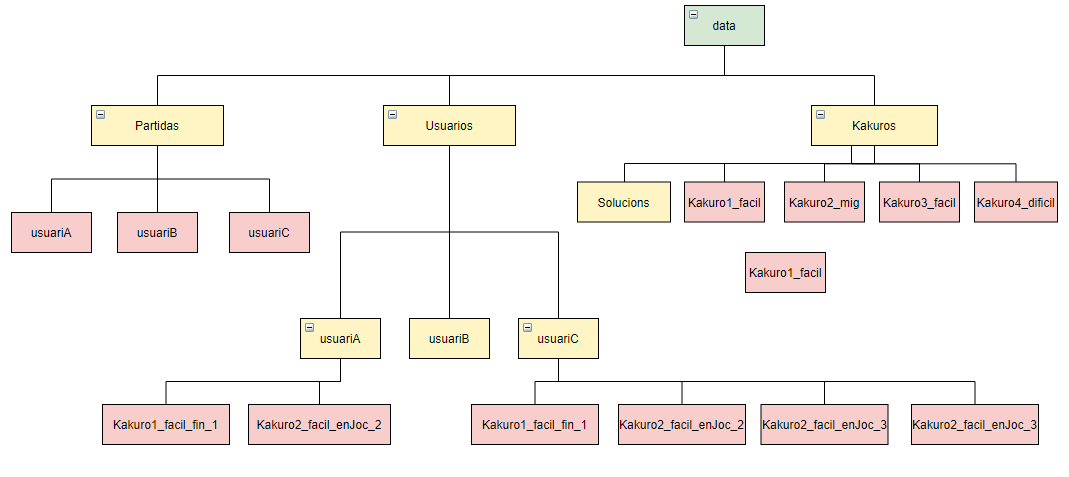 data
Partidas
Usuarios
Kakuros
Solucions
Kakuro1_facil
Kakuro2_mig
Kakuro3_facil
Kakuro4_dificil
usuariA
usuariB
usuariC
Kakuro1_facil
usuariA
usuariB
usuariC
Kakuro1_facil_fin_1
Kakuro2_facil_enJoc_2
Kakuro1_facil_fin_1
Kakuro2_facil_enJoc_2
Kakuro2_facil_enJoc_3
Kakuro2_facil_enJoc_3